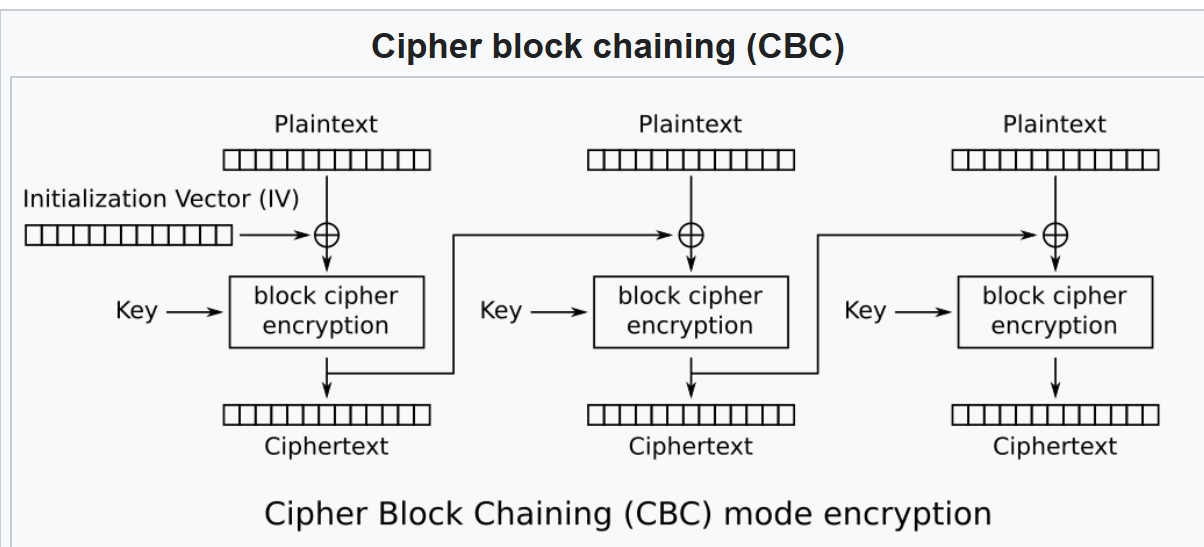 Cipher block chaining (CBC)
Plaintext Plaintext Plaintext
Initialization Vector (IV)
Key block cipher encryption Key block cipher encryption Key block cipher encryption
Ciphertext Ciphertext Ciphertext
Cipher Block Chaining (CBC) mode encryption